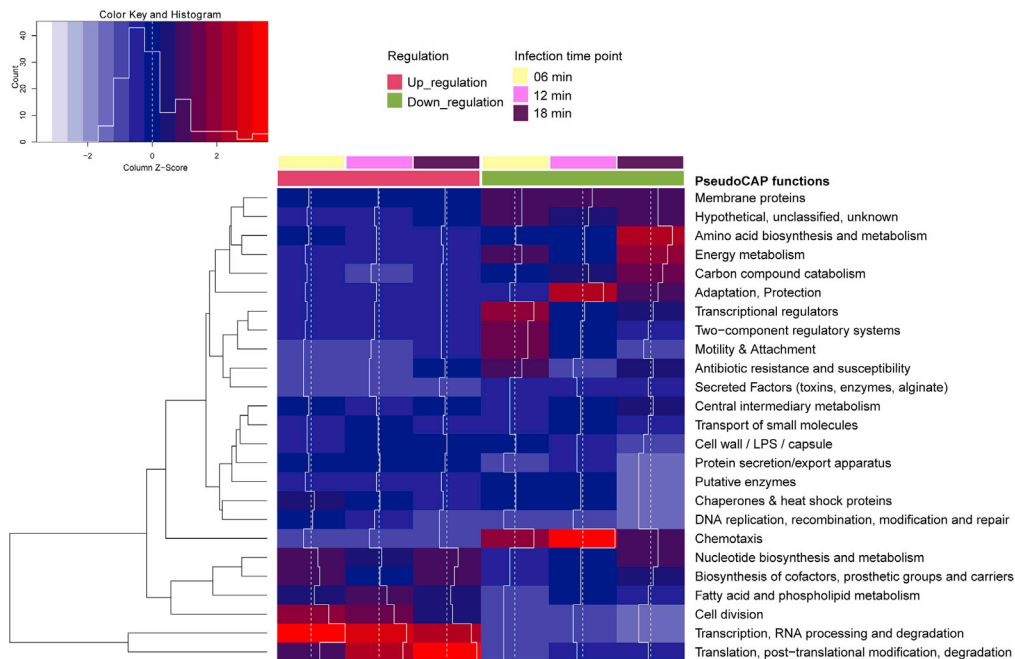 Color Key and Histogram
Count
0 10 20 30 40
−2 0 2
Column Z−Score
Regulation
Up_regulation
Down_regulation
Infection time point
06 min
12 min
18 min
PseudoCAP functions
Membrane proteins
Hypothetical, unclassified, unknown
Amino acid biosynthesis and metabolism
Energy metabolism
Carbon compound catabolism
Adaptation, Protection
Transcriptional regulators
Two−component regulatory systems
Motility & Attachment
Antibiotic resistance and susceptibility
Secreted Factors (toxins, enzymes, alginate)
Central intermediary metabolism
Transport of small molecules
Cell wall / LPS / capsule
Protein secretion/export apparatus
Putative enzymes
Chaperones & heat shock proteins
DNA replication, recombination, modification and repair
Chemotaxis
Nucleotide biosynthesis and metabolism
Biosynthesis of cofactors, prosthetic groups and carriers
Fatty acid and phospholipid metabolism
Cell division
Transcription, RNA processing and degradation
Translation, post−translational modification, degradation